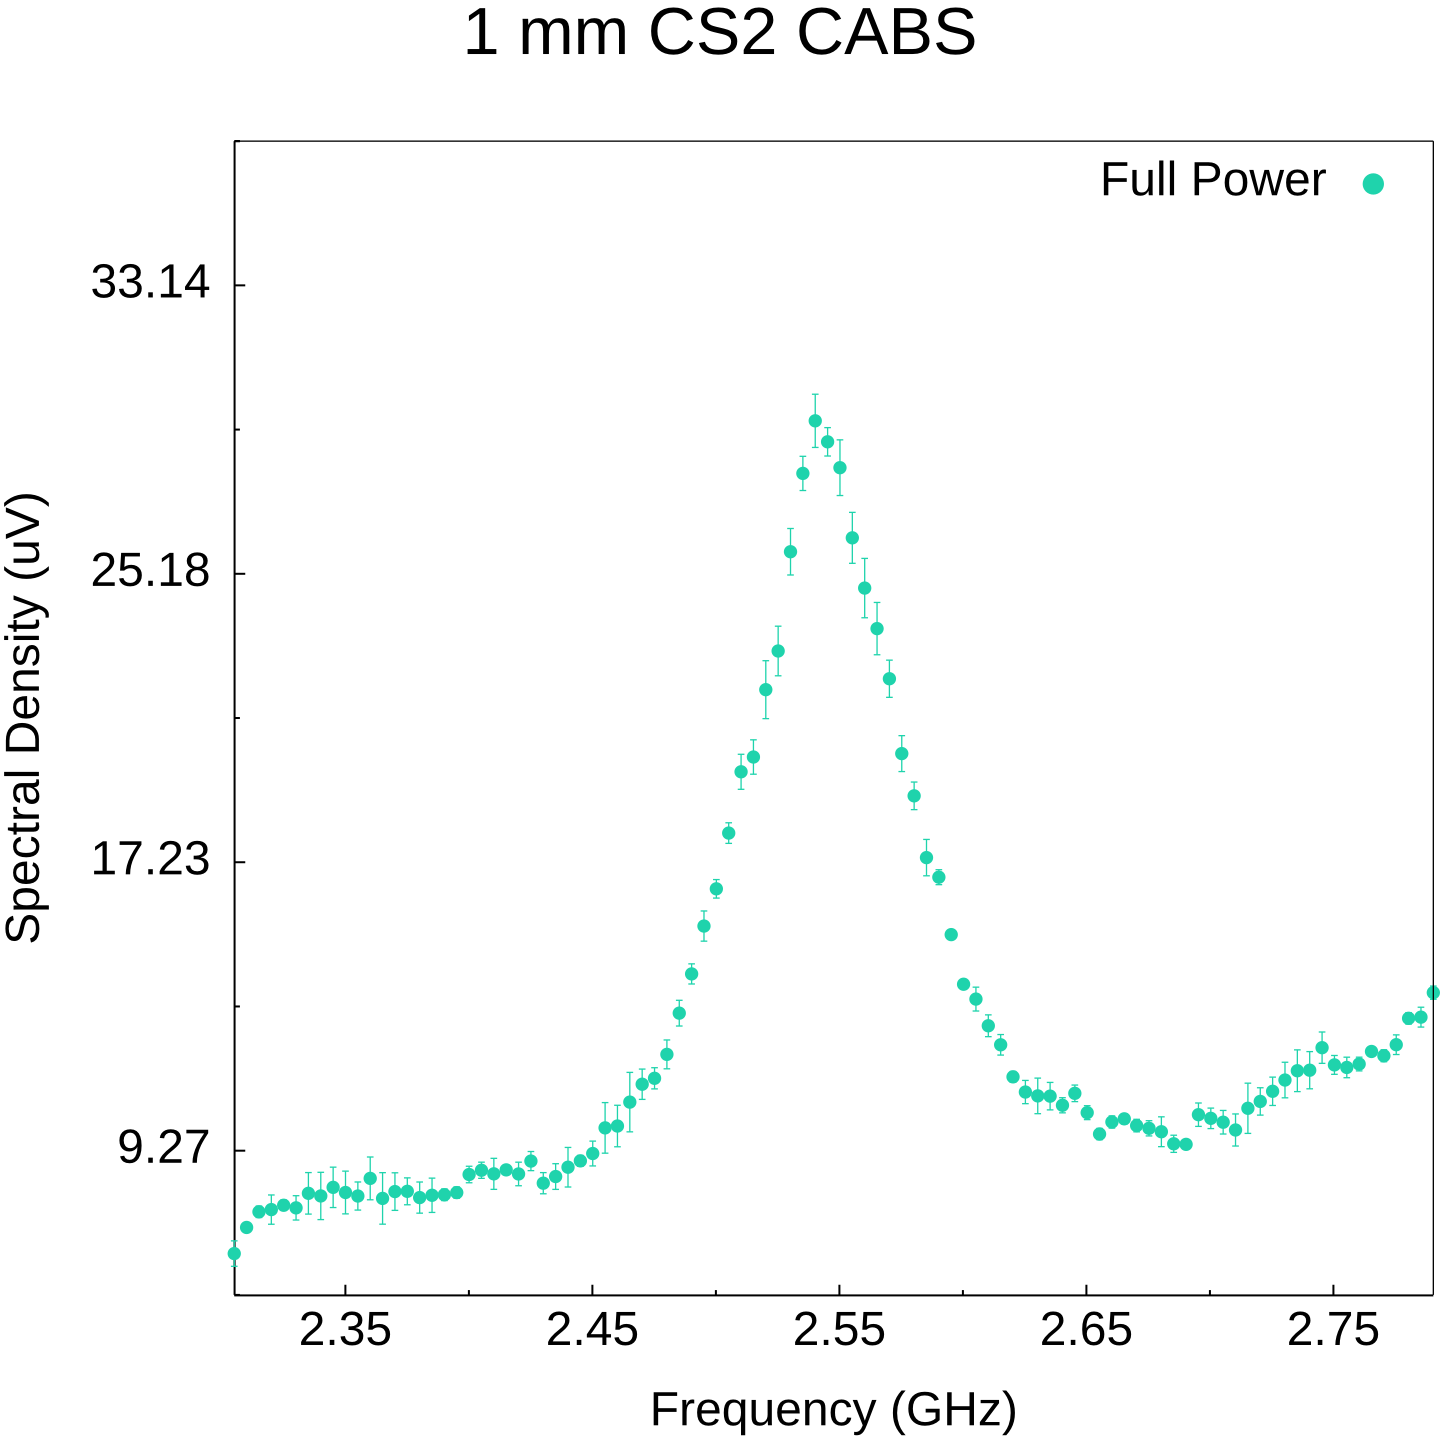 1 mm CS2 CABS
Full Power
33.14
25.18
17.23
9.27
Spectral Density (uV)
2.35 2.45 2.55 2.65 2.75
Frequency (GHz)